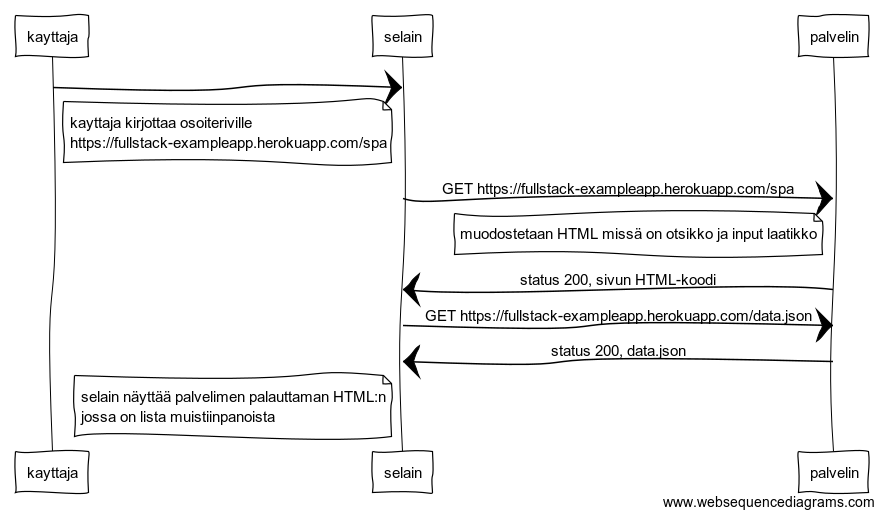 kayttaja
selain
palvelin
kayttaja kirjottaa osoiteriville
https://fullstack-exampleapp.herokuapp.com/spa
GET https://fullstack-exampleapp.herokuapp.com/spa
muodostetaan HTML missä on otsikko ja input laatikko
status 200, sivun HTML-koodi
GET https://fullstack-exampleapp.herokuapp.com/data.json
status 200, data.json
selain näyttää palvelimen palauttaman HTML:n
jossa on lista muistiinpanoista
kayttaja
selain
palvelin
www.websequencediagrams.com